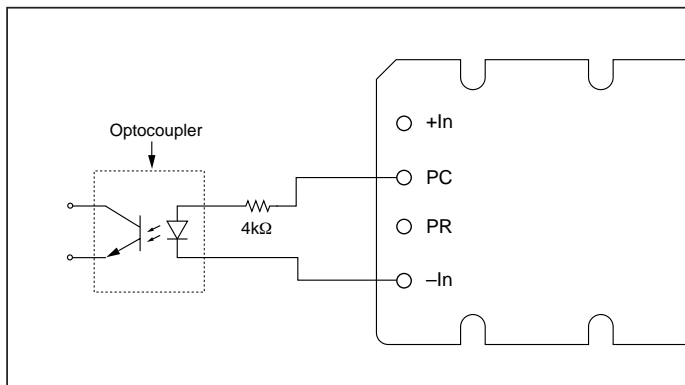 Optocoupler
4kΩ
+In
PC
PR
–In